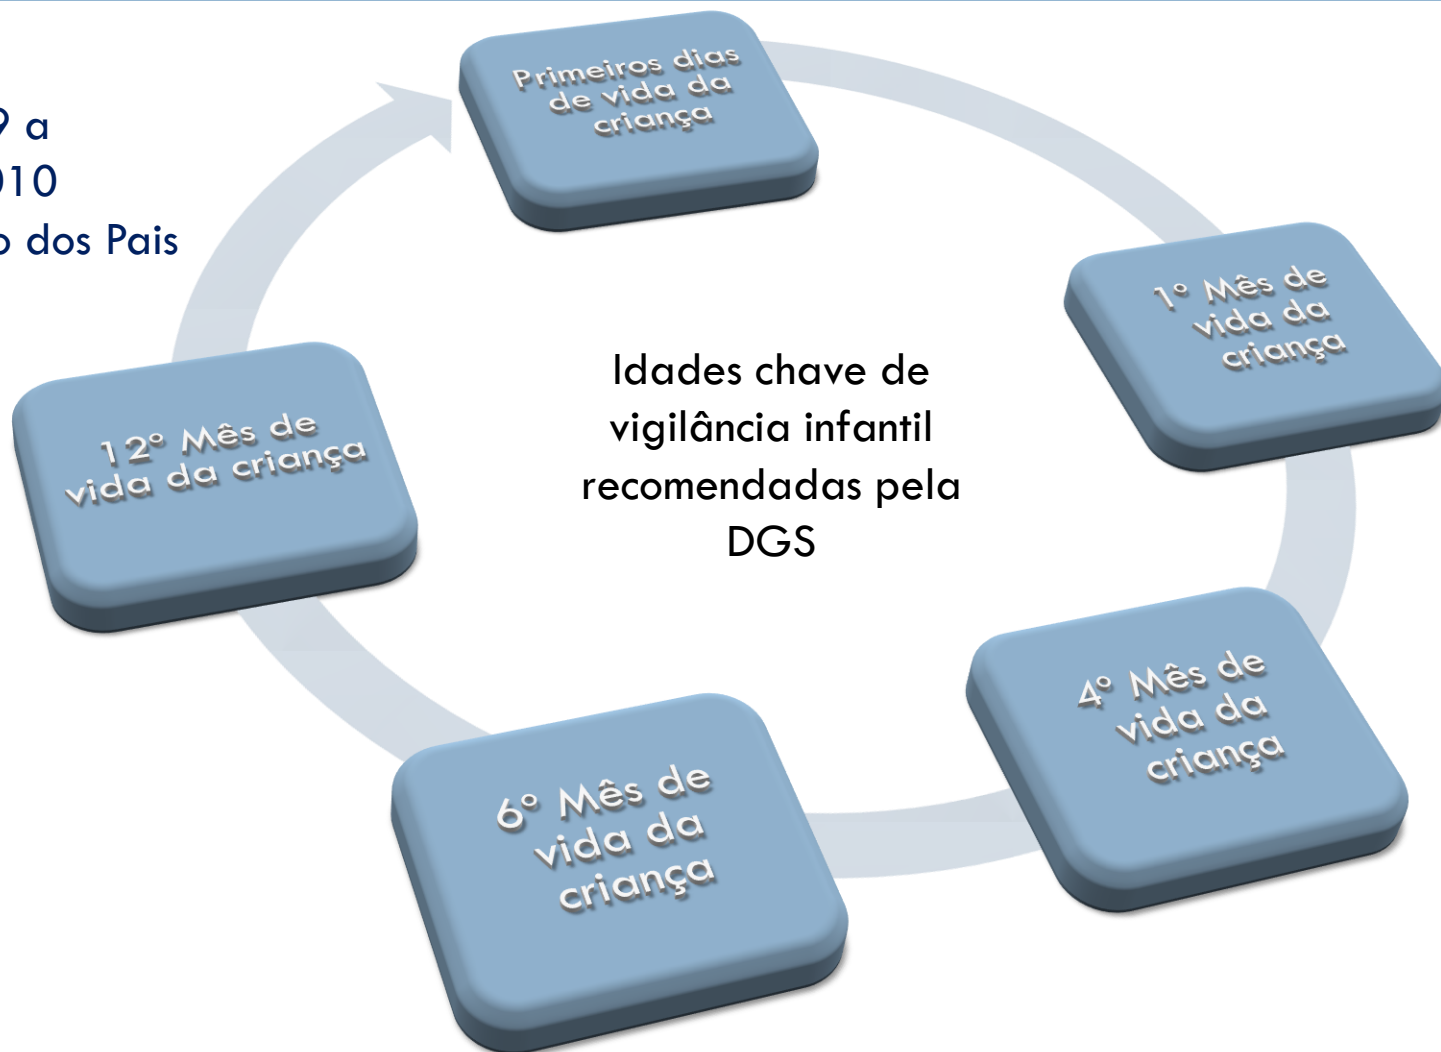 9 a
010
o dos Pais
Primeiros dias
de vida da
criança
1º Mês de
vida da
criança
4º Mês de
vida da
criança
6º Mês de
vida da
criança
12º Mês de
vida da criança
Idades chave de
vigilância infantil
recomendadas pela
DGS